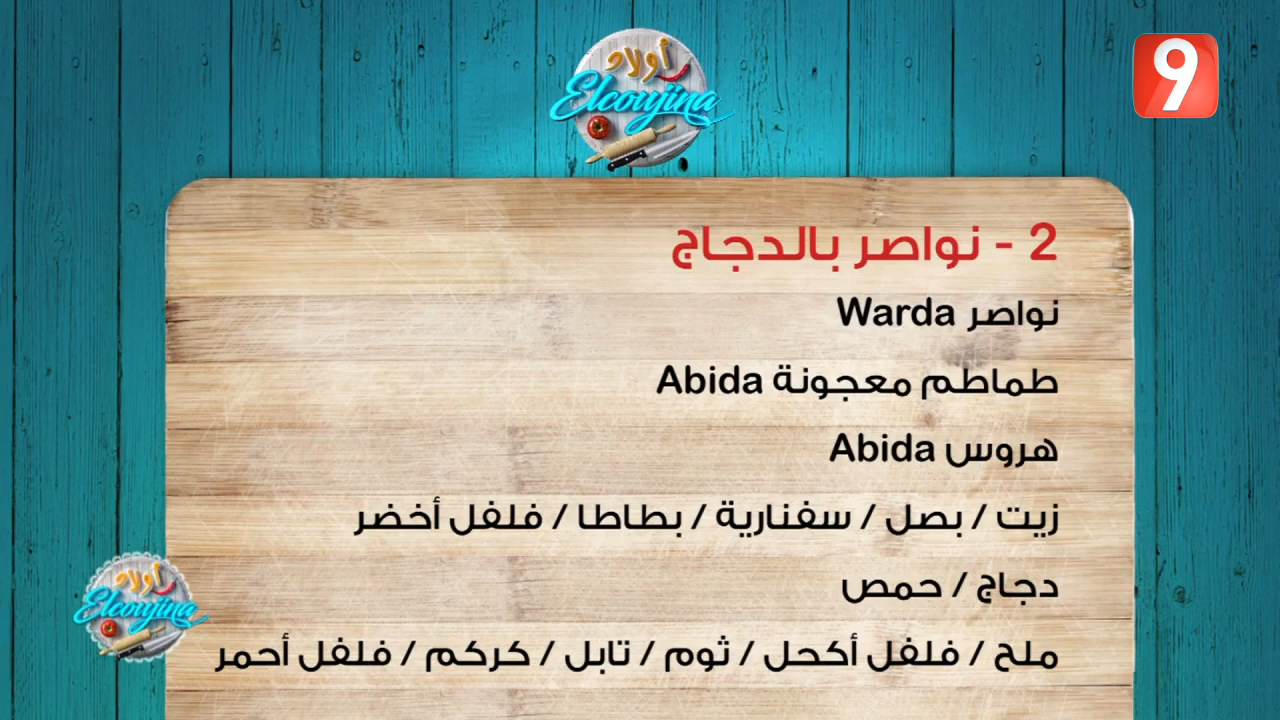 أولاد
Elcoujina
9
2 - نواصر بالدجاج
نواصر Warda
طماطم معجونة Abida
هروس Abida
زيت / بصل / سفنارية / بطاطا / فلفل أخضر
دجاج / حمص
ملح / فلفل أكحل / ثوم / تابل / كركم / فلفل أحمر
أولاد
Elcoujina